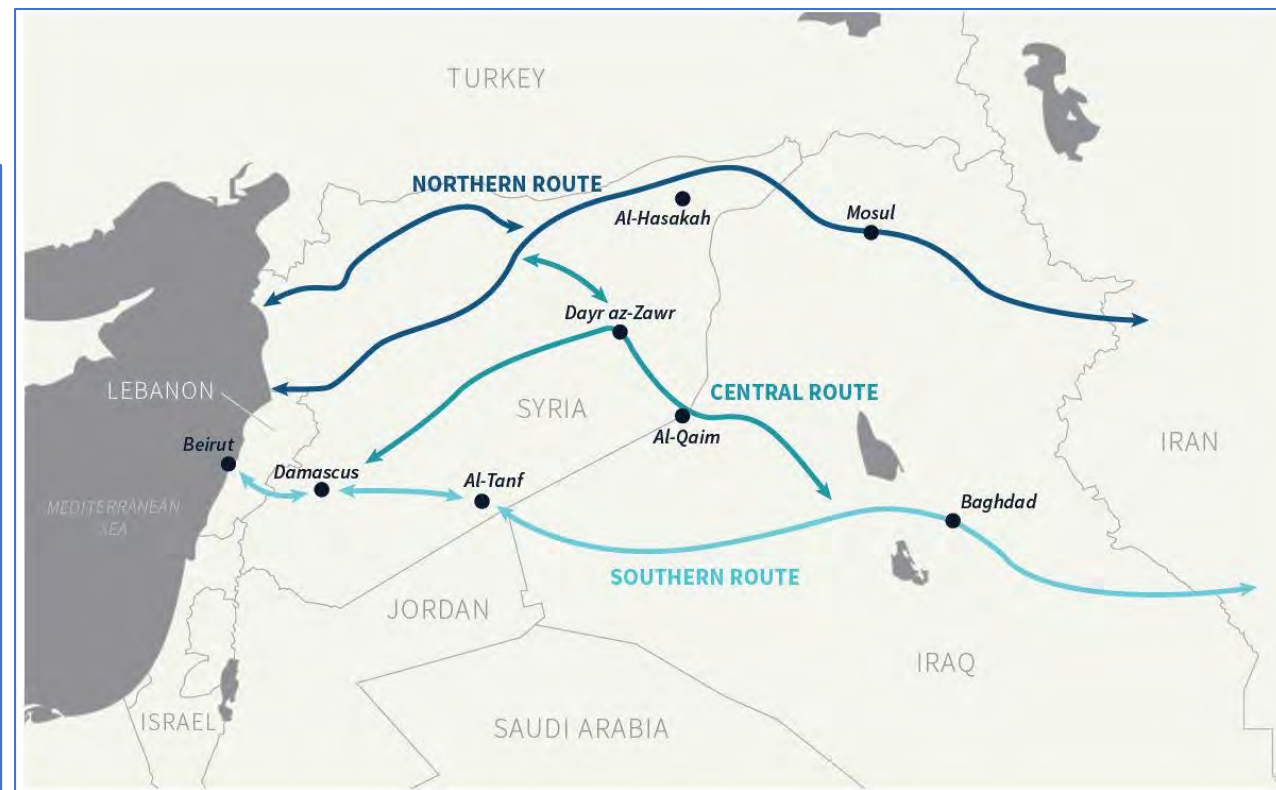 TURKEY
NORTHERN ROUTE
Al-Hasakah
Mosul
Dayr az-Zawr
LEBANON
CENTRAL ROUTE
SYRIA
Al-Qaim
IRAN
Beirut
Damascus
Al-Tanf
MEDITERRANEAN
SEA
Baghdad
SOUTHERN ROUTE
JORDAN
IRAQ
ISRAEL
SAUDI ARABIA